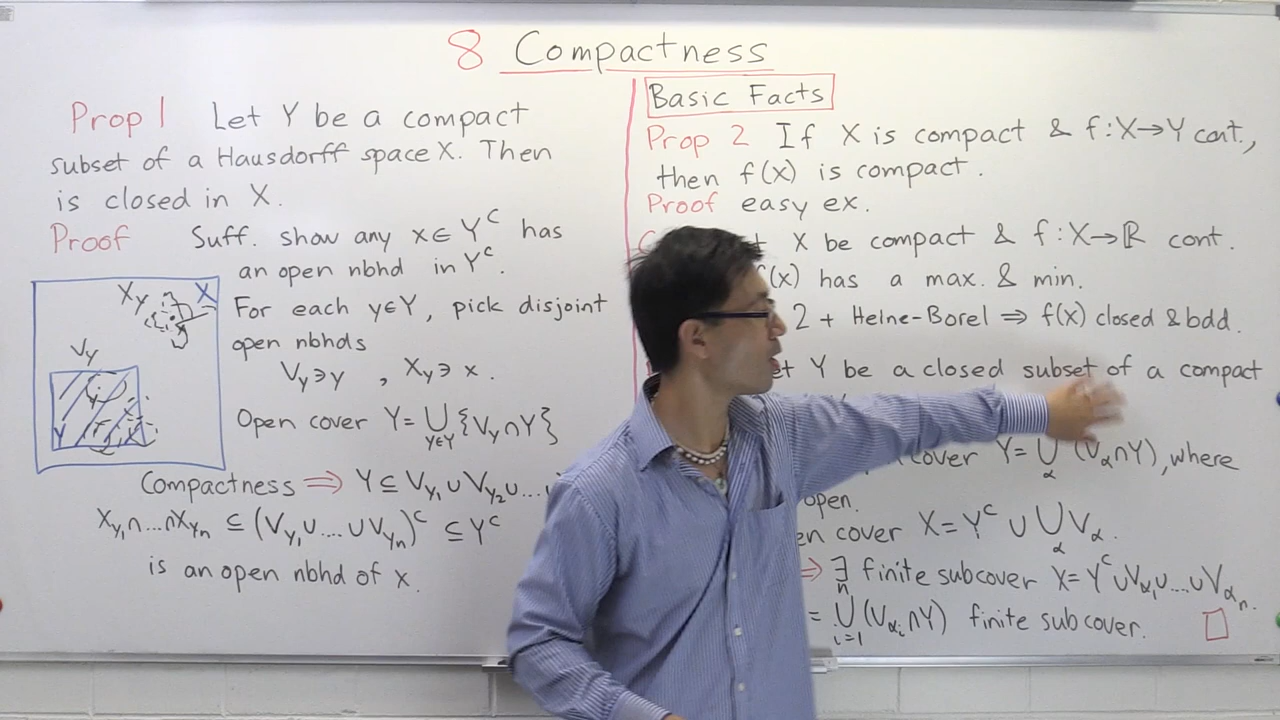 8 Compactness
Prop 1 Let Y be a compact
subset of a Hausdorff space X. Then
is closed in X.
Proof Suff. show any x∈Y^C has
an open nbhd in Y^C.
X_y X
For each y∈Y, pick disjoint
open nbhds
V_y
V_y∋y , X_y∋x.
Y
Open cover Y=⋃_{y∈Y}{V_y∩Y}
Compactness ⇒ Y⊆V_{y_1}∪V_{y_2}∪...
X_{y_1}∩...∩X_{y_n} ⊆(V_{y_1}∪....∪V_{y_n})^C ⊆Y^C
is an open nbhd of x.
Basic Facts
Prop 2 If X is compact & f:X→Y cont.,
then f(x) is compact.
Proof easy ex.
X be compact & f:X→ℝ cont.
f(x) has a max. & min.
2 + Heine-Borel ⇒ f(x) closed & bdd.
Y be a closed subset of a compact
cover Y=⋃_α(V_α∩Y), where
open.
cover X=Y^C∪⋃_α V_α.
⇒ ∃ finite subcover X=Y^C∪V_{α_1}∪....∪V_{α_n}.
=⋃_{i=1}^n(V_{α_i}∩Y) finite subcover. □